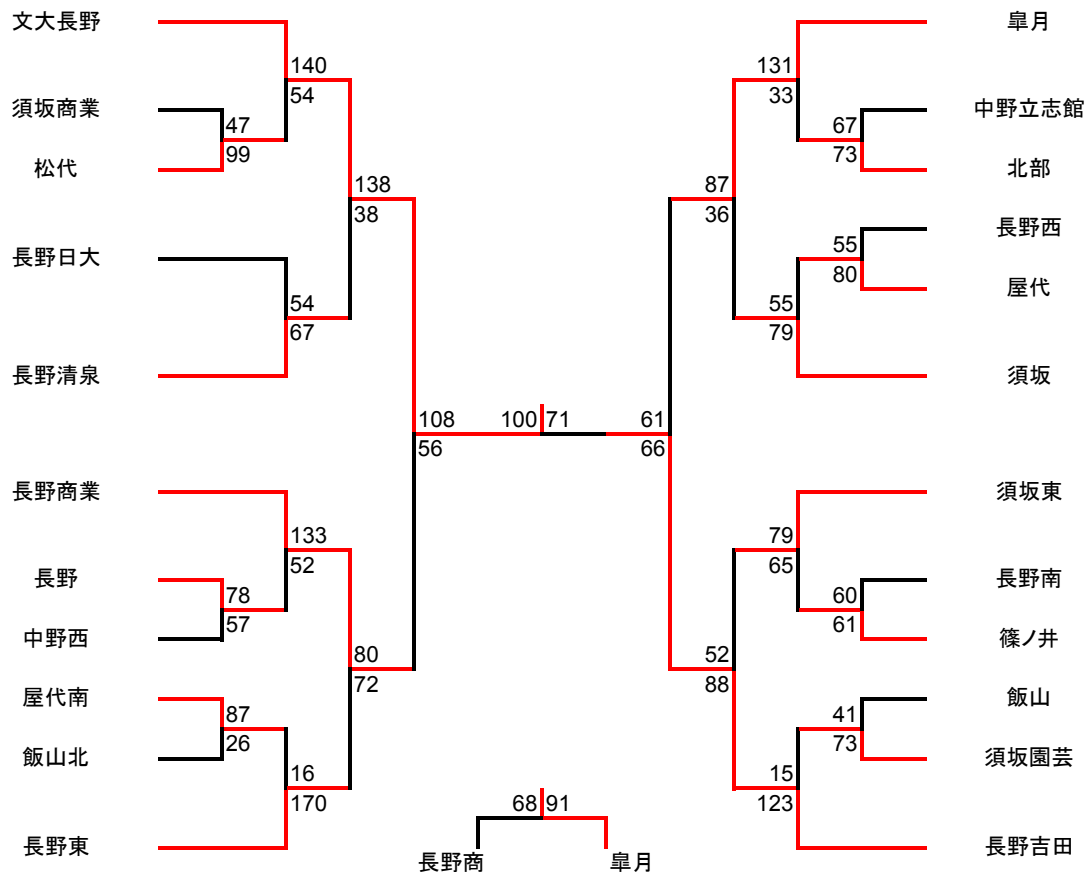 文大長野
皐月
140
131
54
33
須坂商業
中野立志館
47
67
99
73
松代
北部
138
87
38
36
長野西
55
長野日大
80
屋代
54
55
67
79
長野清泉
須坂
108
100
71
61
56
66
長野商業
須坂東
133
79
52
65
長野
長野南
78
60
57
61
中野西
篠ノ井
80
52
72
88
屋代南
飯山
87
41
26
73
飯山北
須坂園芸
16
15
170
123
68
91
長野東
長野吉田
長野商
皐月